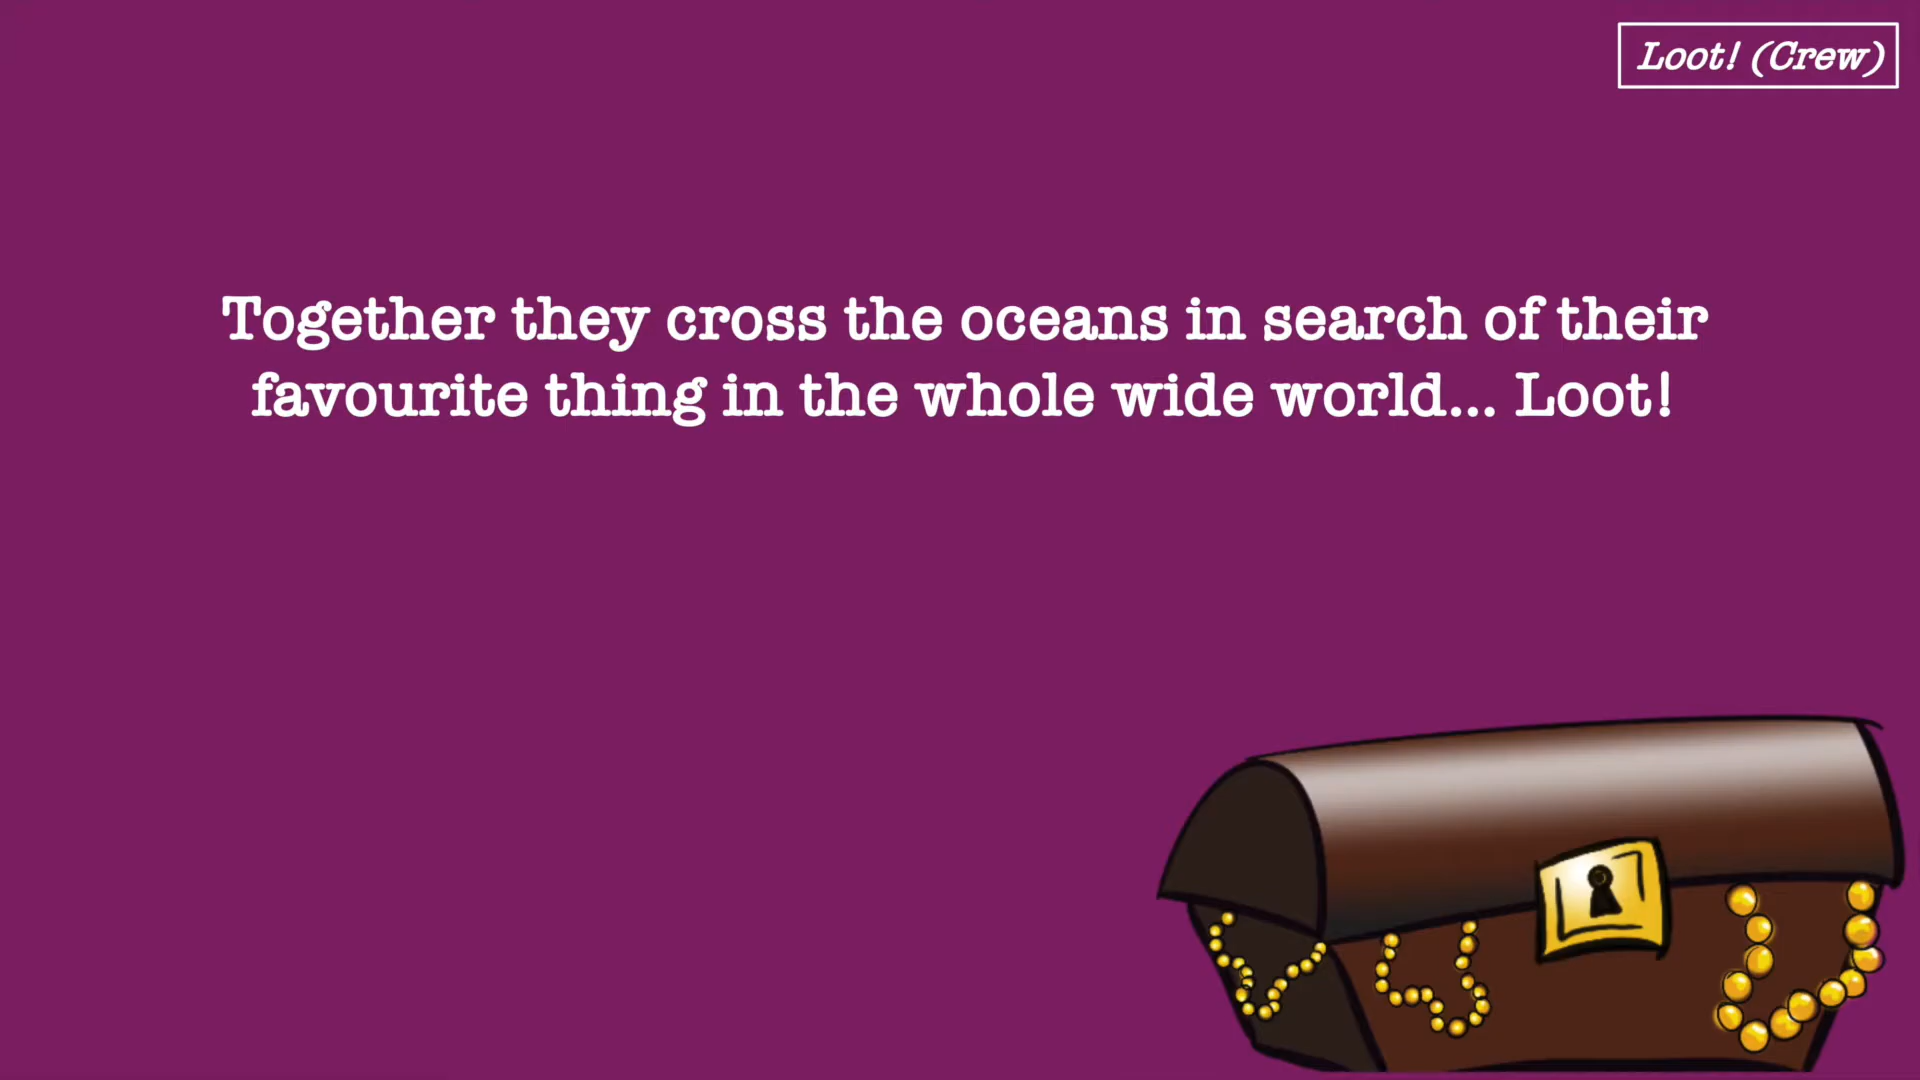 Loot! (Crew)
Together they cross the oceans in search of their
favourite thing in the whole wide world... Loot!